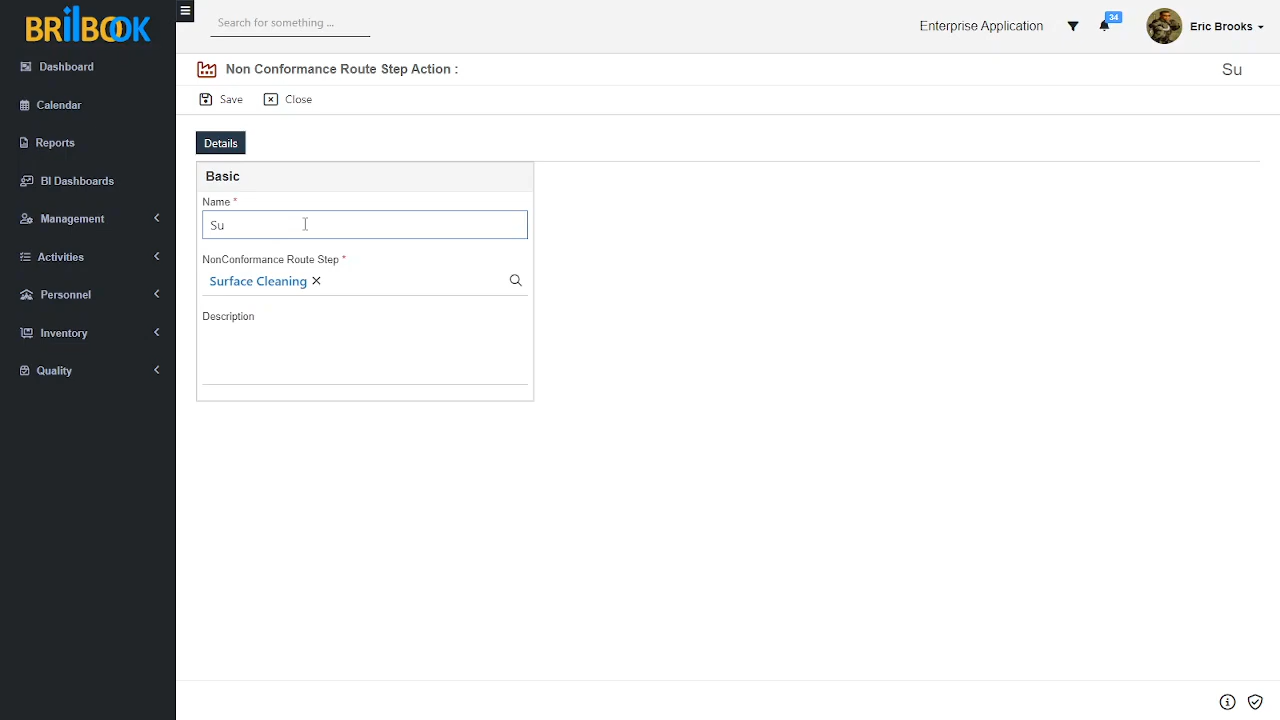 BRILBOOK
Search for something ...
Enterprise Application
34
Eric Brooks
Dashboard
Calendar
Reports
BI Dashboards
Management
Activities
Personnel
Inventory
Quality
Non Conformance Route Step Action :
Su
Save
Close
Details
Basic
Name *
Su
NonConformance Route Step *
Surface Cleaning
Description